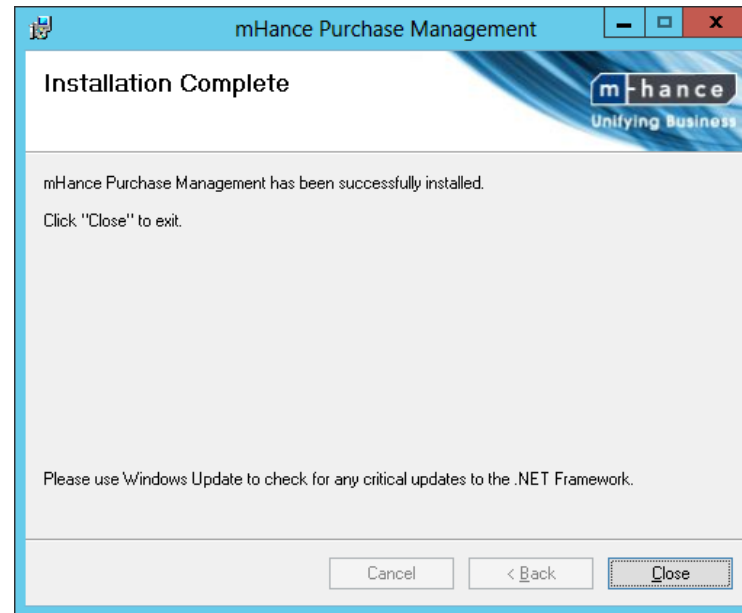 mHance Purchase Management
Installation Complete
m-hance
Unifying Business
mHance Purchase Management has been successfully installed.
Click "Close" to exit.
Please use Windows Update to check for any critical updates to the .NET Framework.
Cancel
< Back
Close